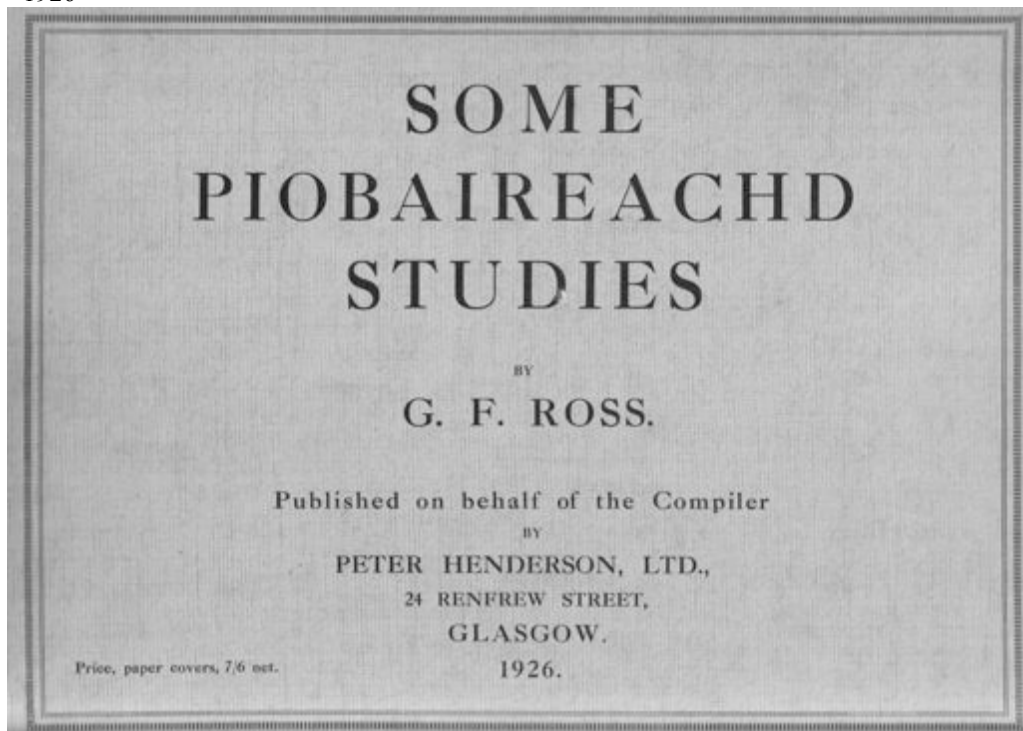 1926
SOME
PIOBAIREACHD
STUDIES
BY
G. F. ROSS.
Published on behalf of the Compiler
BY
PETER HENDERSON, LTD.,
24 RENFREW STREET,
GLASGOW.
Price, paper covers, 7/6 net.
1926.